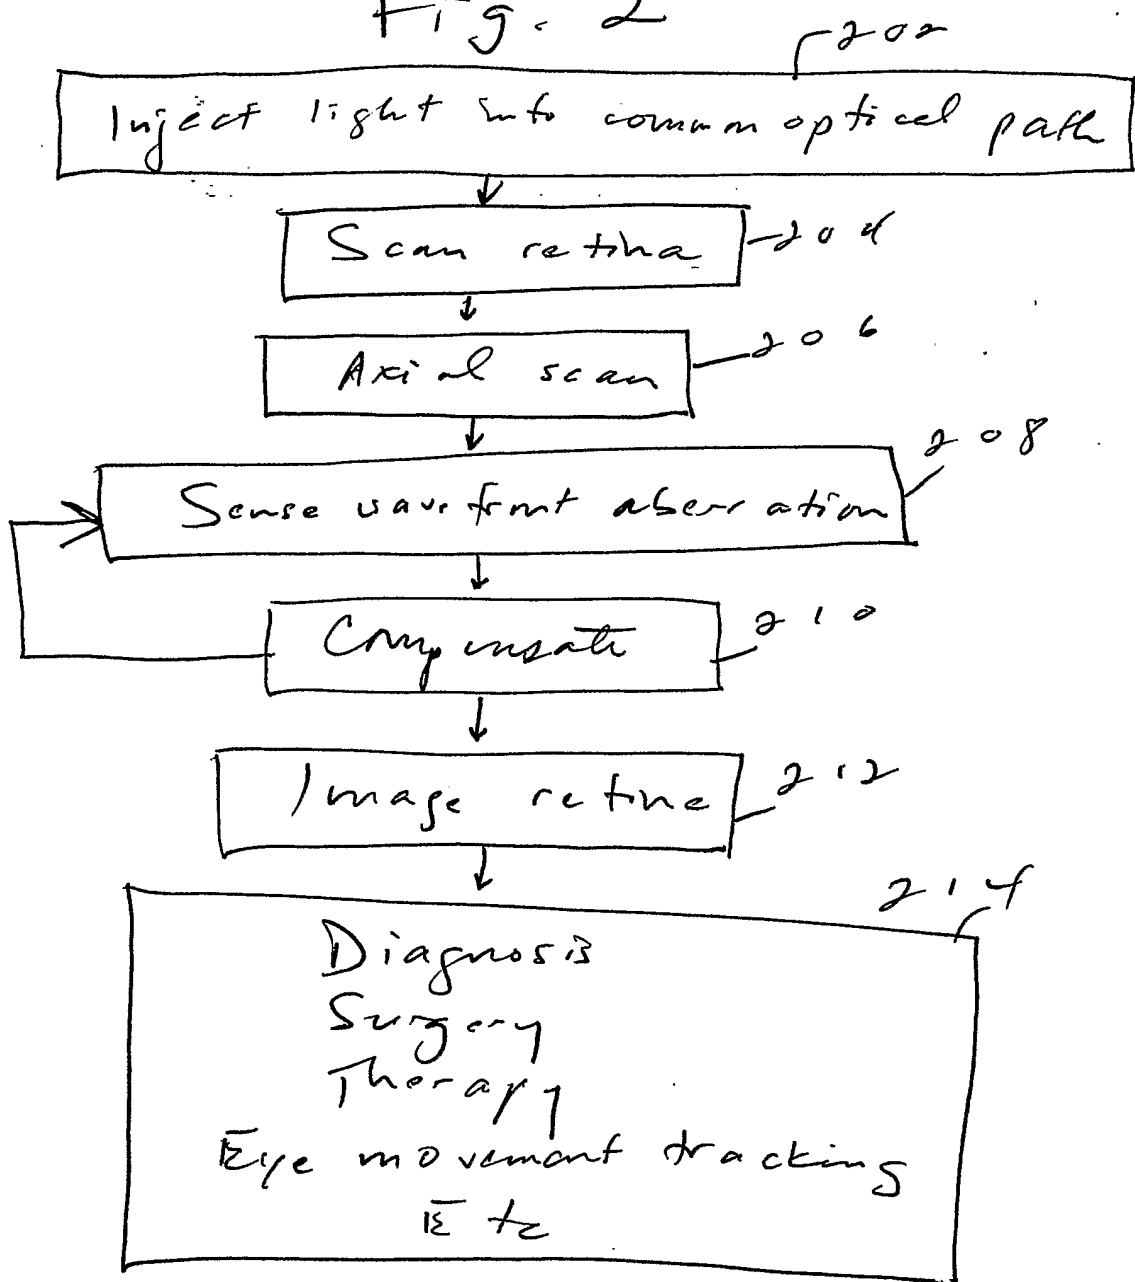 Fig. 2
202
Inject light into common optical path
Scan retina
204
Axial scan
206
208
Sense wavefront aberration
210
Compensate
Image retina
212
214
Diagnosis
Surgery
Therapy
Eye movement tracking
Etc